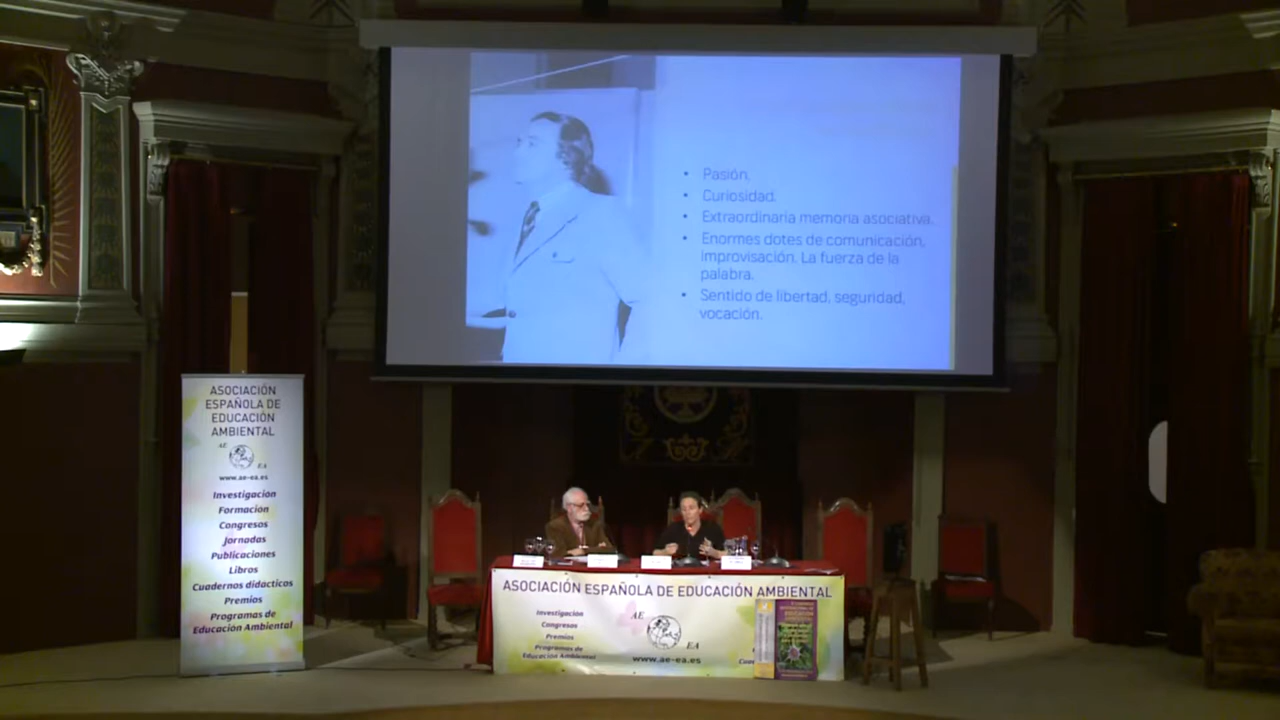 • Pasión.
• Curiosidad.
• Extraordinaria memoria asociativa.
• Enormes dotes de comunicación,
improvisación. La fuerza de la
palabra.
• Sentido de libertad, seguridad,
vocación.
ASOCIACIÓN
ESPAÑOLA DE
EDUCACIÓN
AMBIENTAL
AE
EA
www.ae-ea.es
Investigacion
Formacion
Congresos
Jornadas
Publicaciones
Libros
Cuadernos didacticos
Premios
Programas de
Educación Ambiental
ASOCIACIÓN ESPAÑOLA DE EDUCACIÓN AMBIENTAL
Investigación
Congresos
Premios
Programas de
Educación Ambiental
AE
EA
www.ae-ea.es